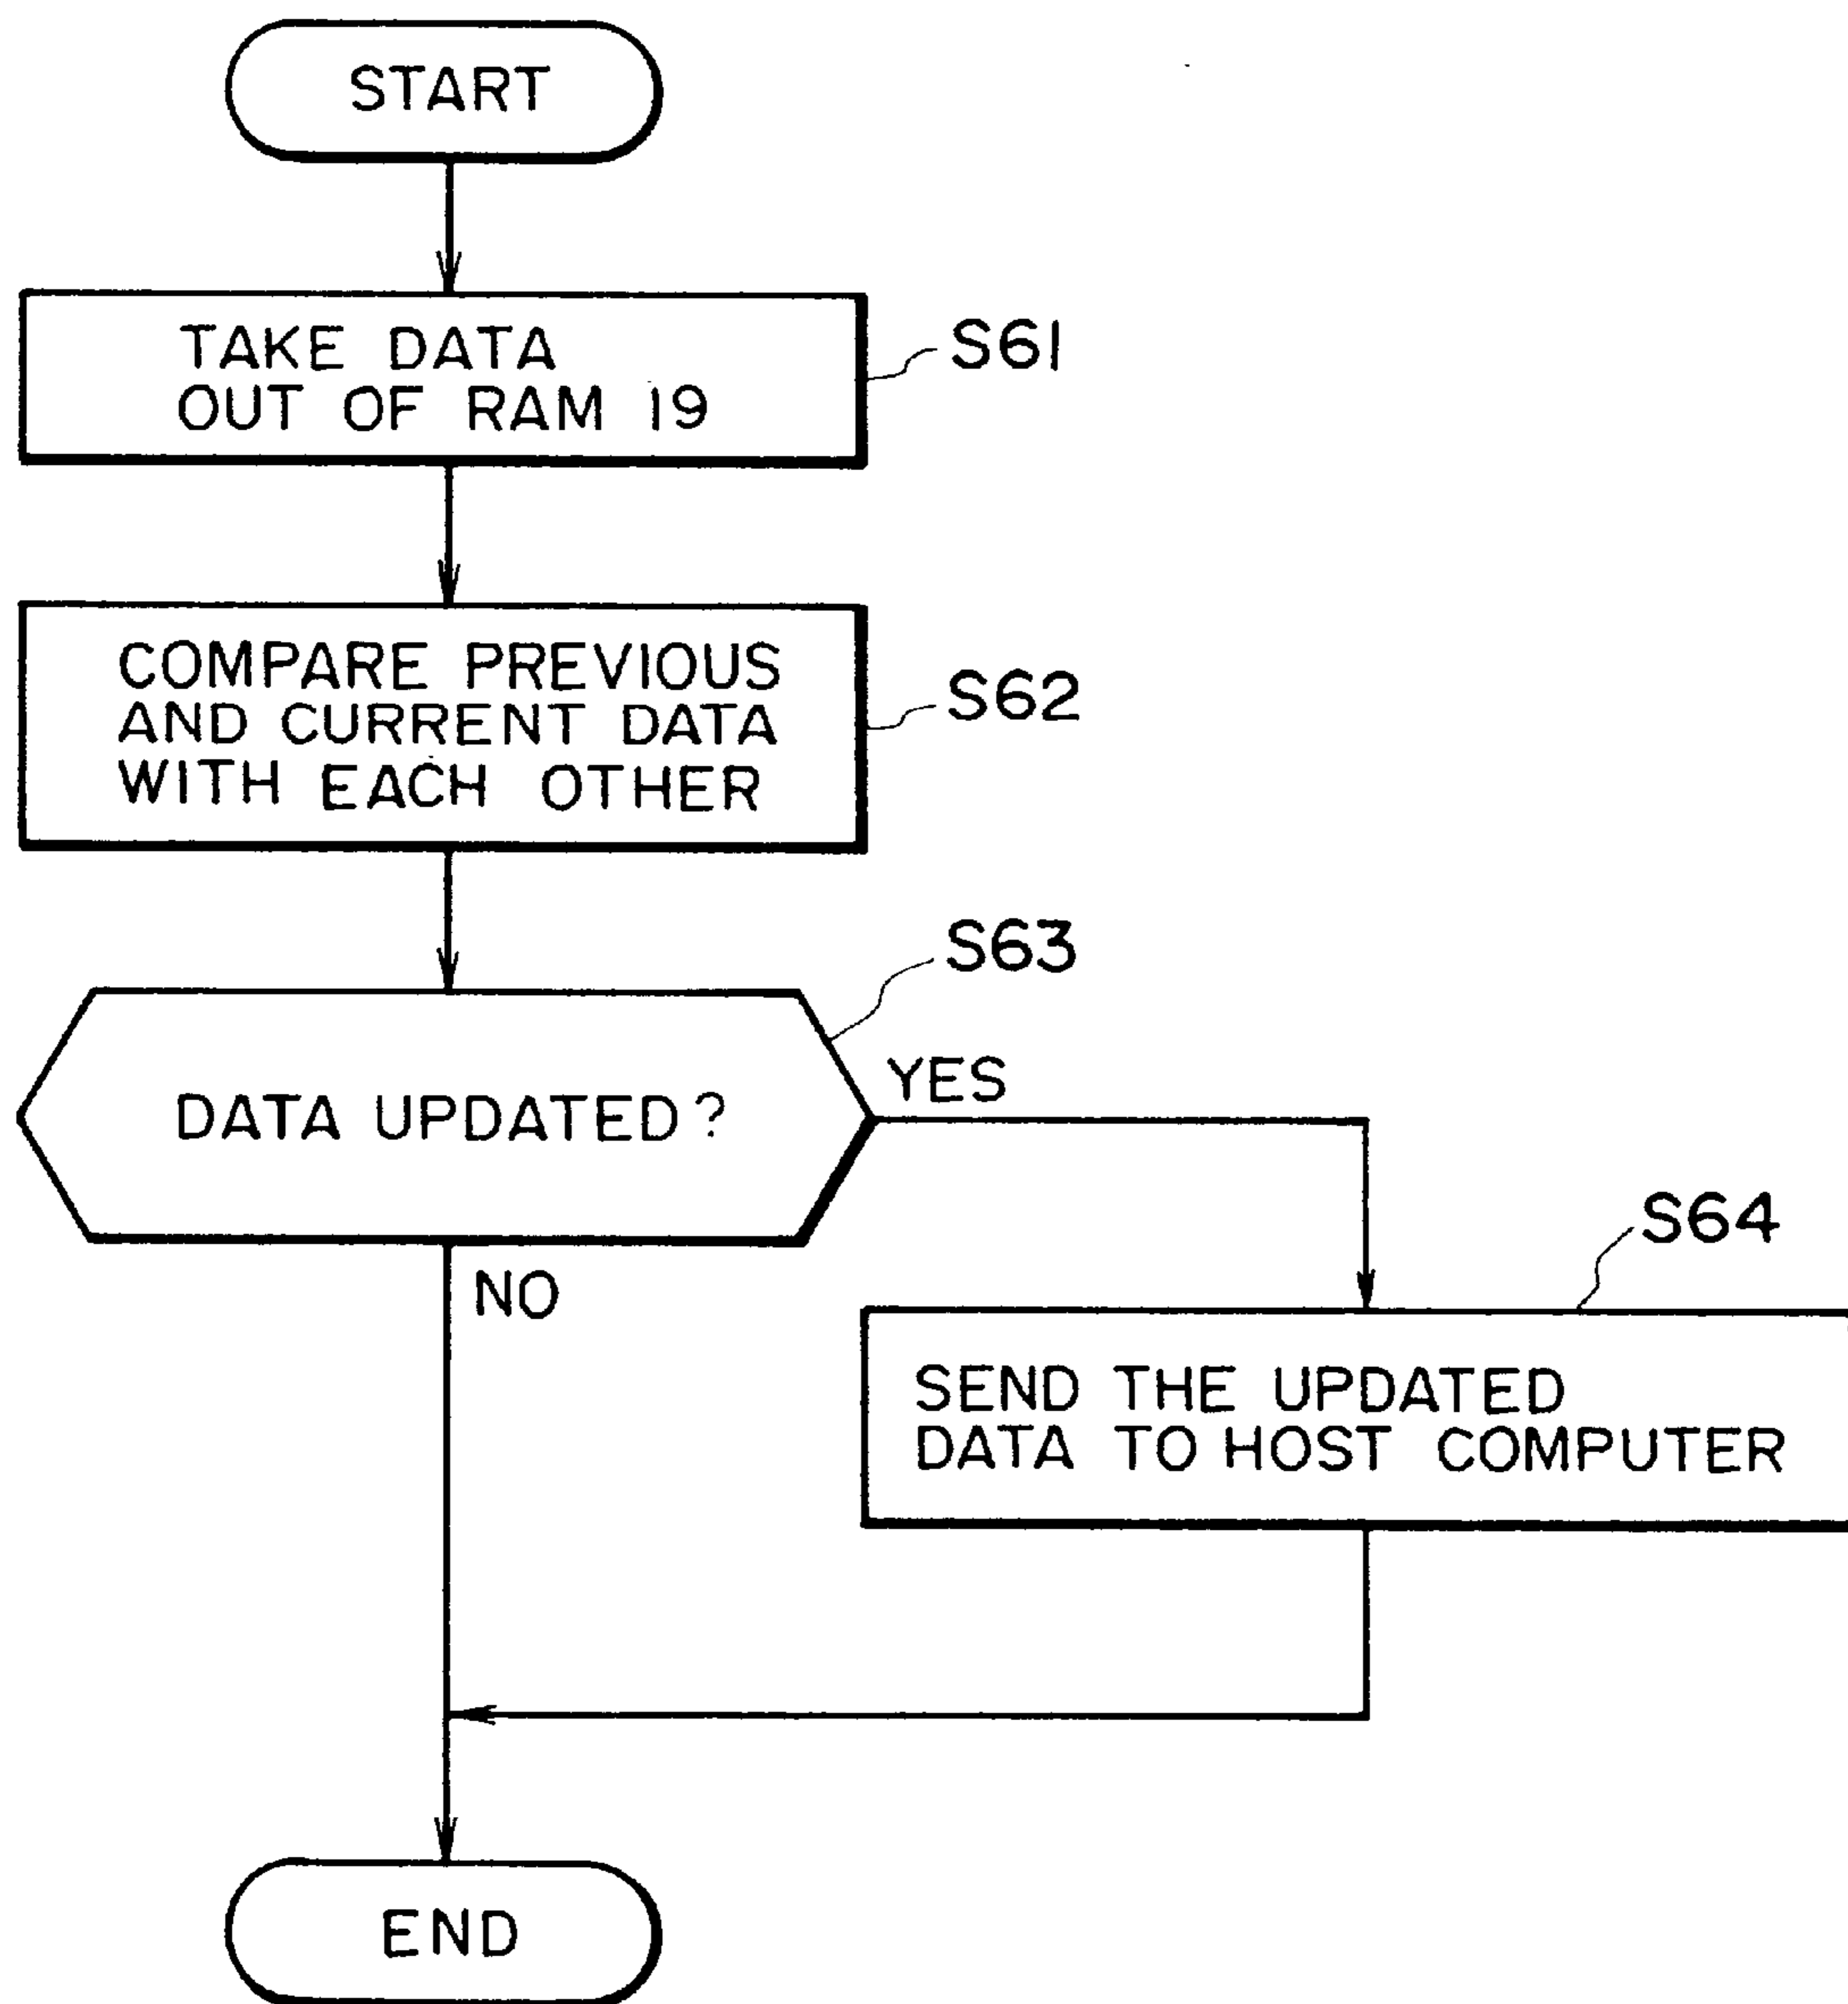 START
TAKE DATA
OUT OF RAM 19
S61
COMPARE PREVIOUS
AND CURRENT DATA
WITH EACH OTHER
S62
S63
DATA UPDATED?
YES
NO
S64
SEND THE UPDATED
DATA TO HOST COMPUTER
END